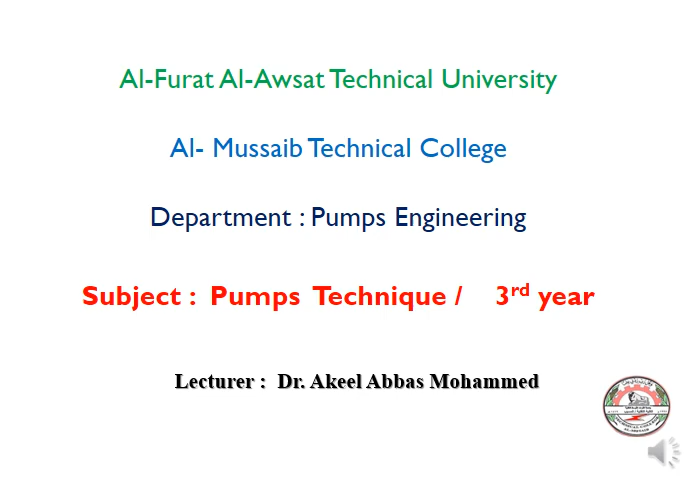 Al-Furat Al-Awsat Technical University
Al- Mussaib Technical College
Department : Pumps Engineering
Subject : Pumps Technique / 3rd year
Lecturer : Dr. Akeel Abbas Mohammed